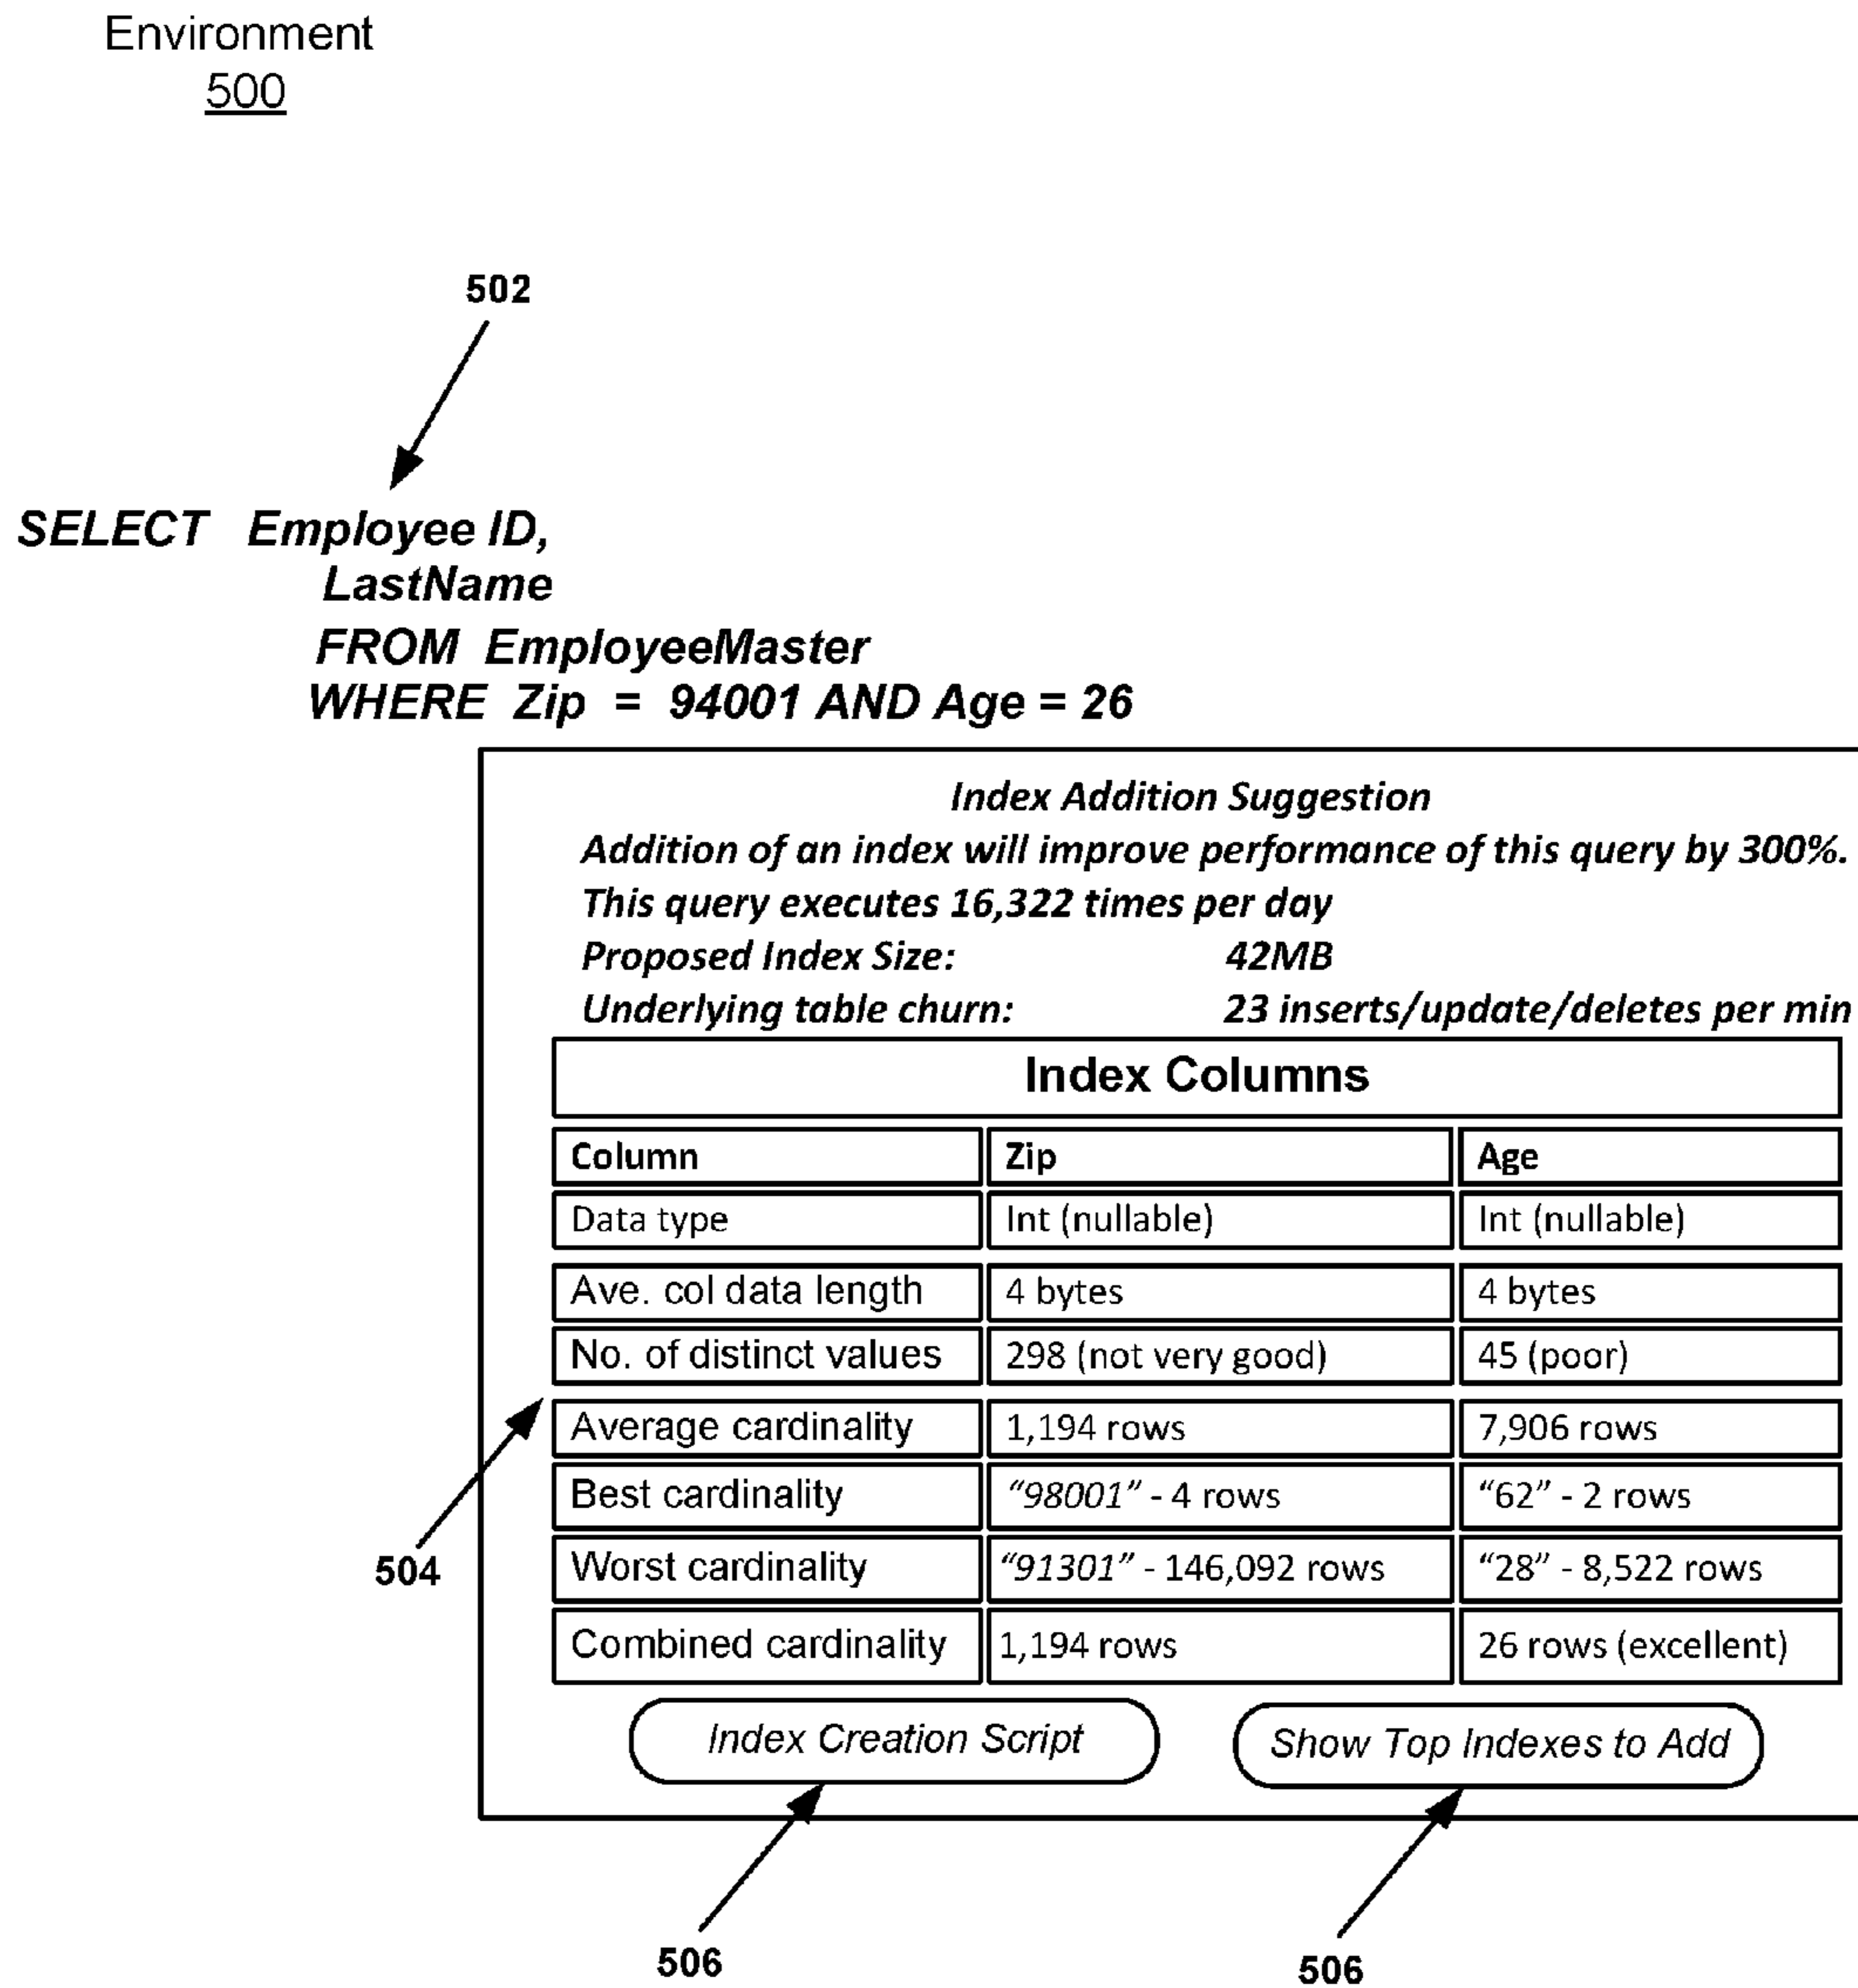 Environment
500
502
SELECT Employee ID,
LastName
FROM EmployeeMaster
WHERE Zip = 94001 AND Age = 26
Index Addition Suggestion
Addition of an index will improve performance of this query by 300%.
This query executes 16,322 times per day
Proposed Index Size: 42MB
Underlying table churn: 23 inserts/update/deletes per min
Index Columns
Column Zip Age
Data type Int (nullable) Int (nullable)
Ave. col data length 4 bytes 4 bytes
No. of distinct values 298 (not very good) 45 (poor)
Average cardinality 1,194 rows 7,906 rows
Best cardinality “98001” - 4 rows “62” - 2 rows
Worst cardinality “91301” - 146,092 rows “28” - 8,522 rows
Combined cardinality 1,194 rows 26 rows (excellent)
504
Index Creation Script Show Top Indexes to Add
506 506